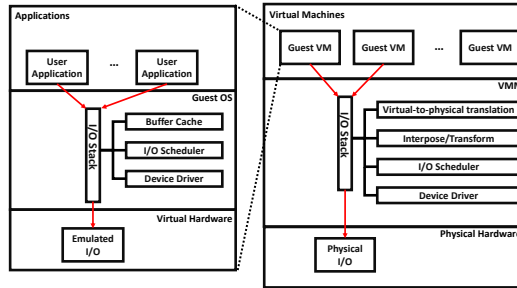 Applications
User
Application
...
User
Application
Guest OS
I/O Stack
Buffer Cache
I/O Scheduler
Device Driver
Virtual Hardware
Emulated
I/O
Virtual Machines
Guest VM
Guest VM
...
Guest VM
VMM
I/O Stack
Virtual-to-physical translation
Interpose/Transform
I/O Scheduler
Device Driver
Physical Hardware
Physical
I/O